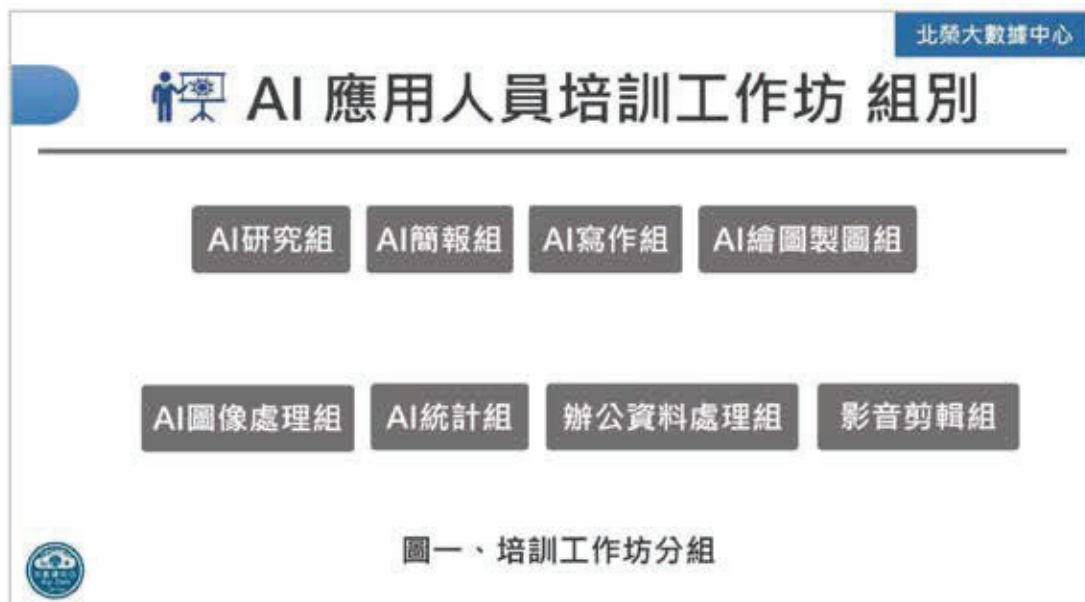 北榮大數據中心
AI 應用人員培訓工作坊 組別
AI研究組
AI簡報組
AI寫作組
AI繪圖製圖組
AI圖像處理組
AI統計組
辦公資料處理組
影音剪輯組
圖一、培訓工作坊分組